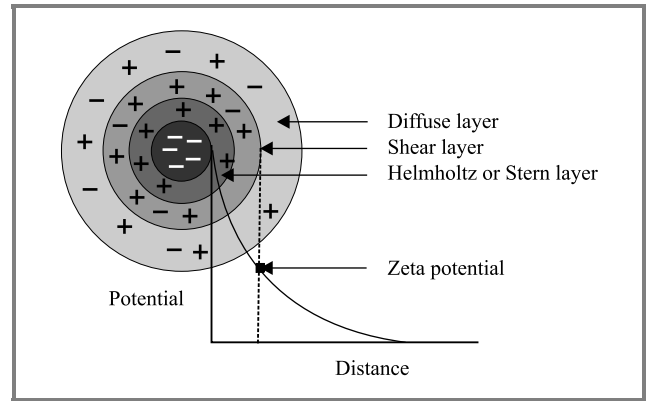 Diffuse layer
Shear layer
Helmholtz or Stern layer
Zeta potential
Potential
Distance